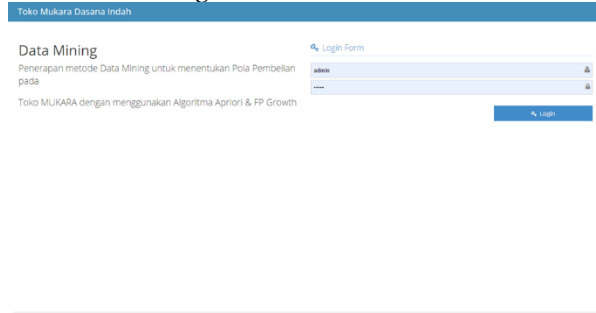 Toko Mukara Dasana Indah
Data Mining
Penerapan metode Data Mining untuk menentukan Pola Pembelian
pada
Toko MUKARA dengan menggunakan Algoritma Apriori & FP Growth
Login Form
admin
•••••
Login